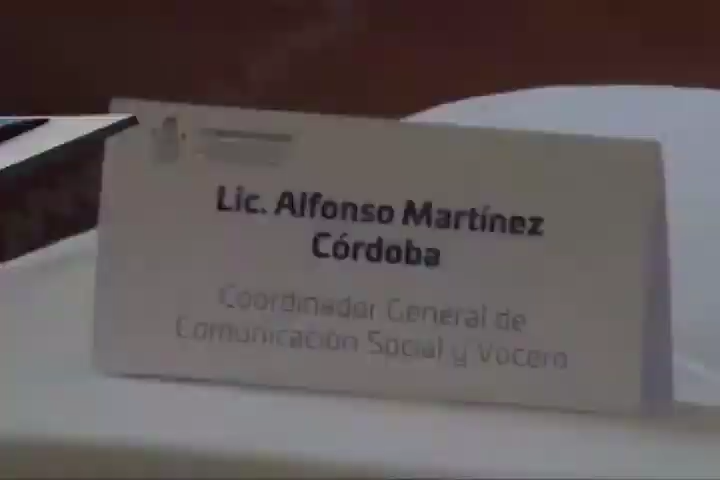 Lic. Alfonso Martínez
Córdoba
Coordinador General de
Comunicación Social y Vocero